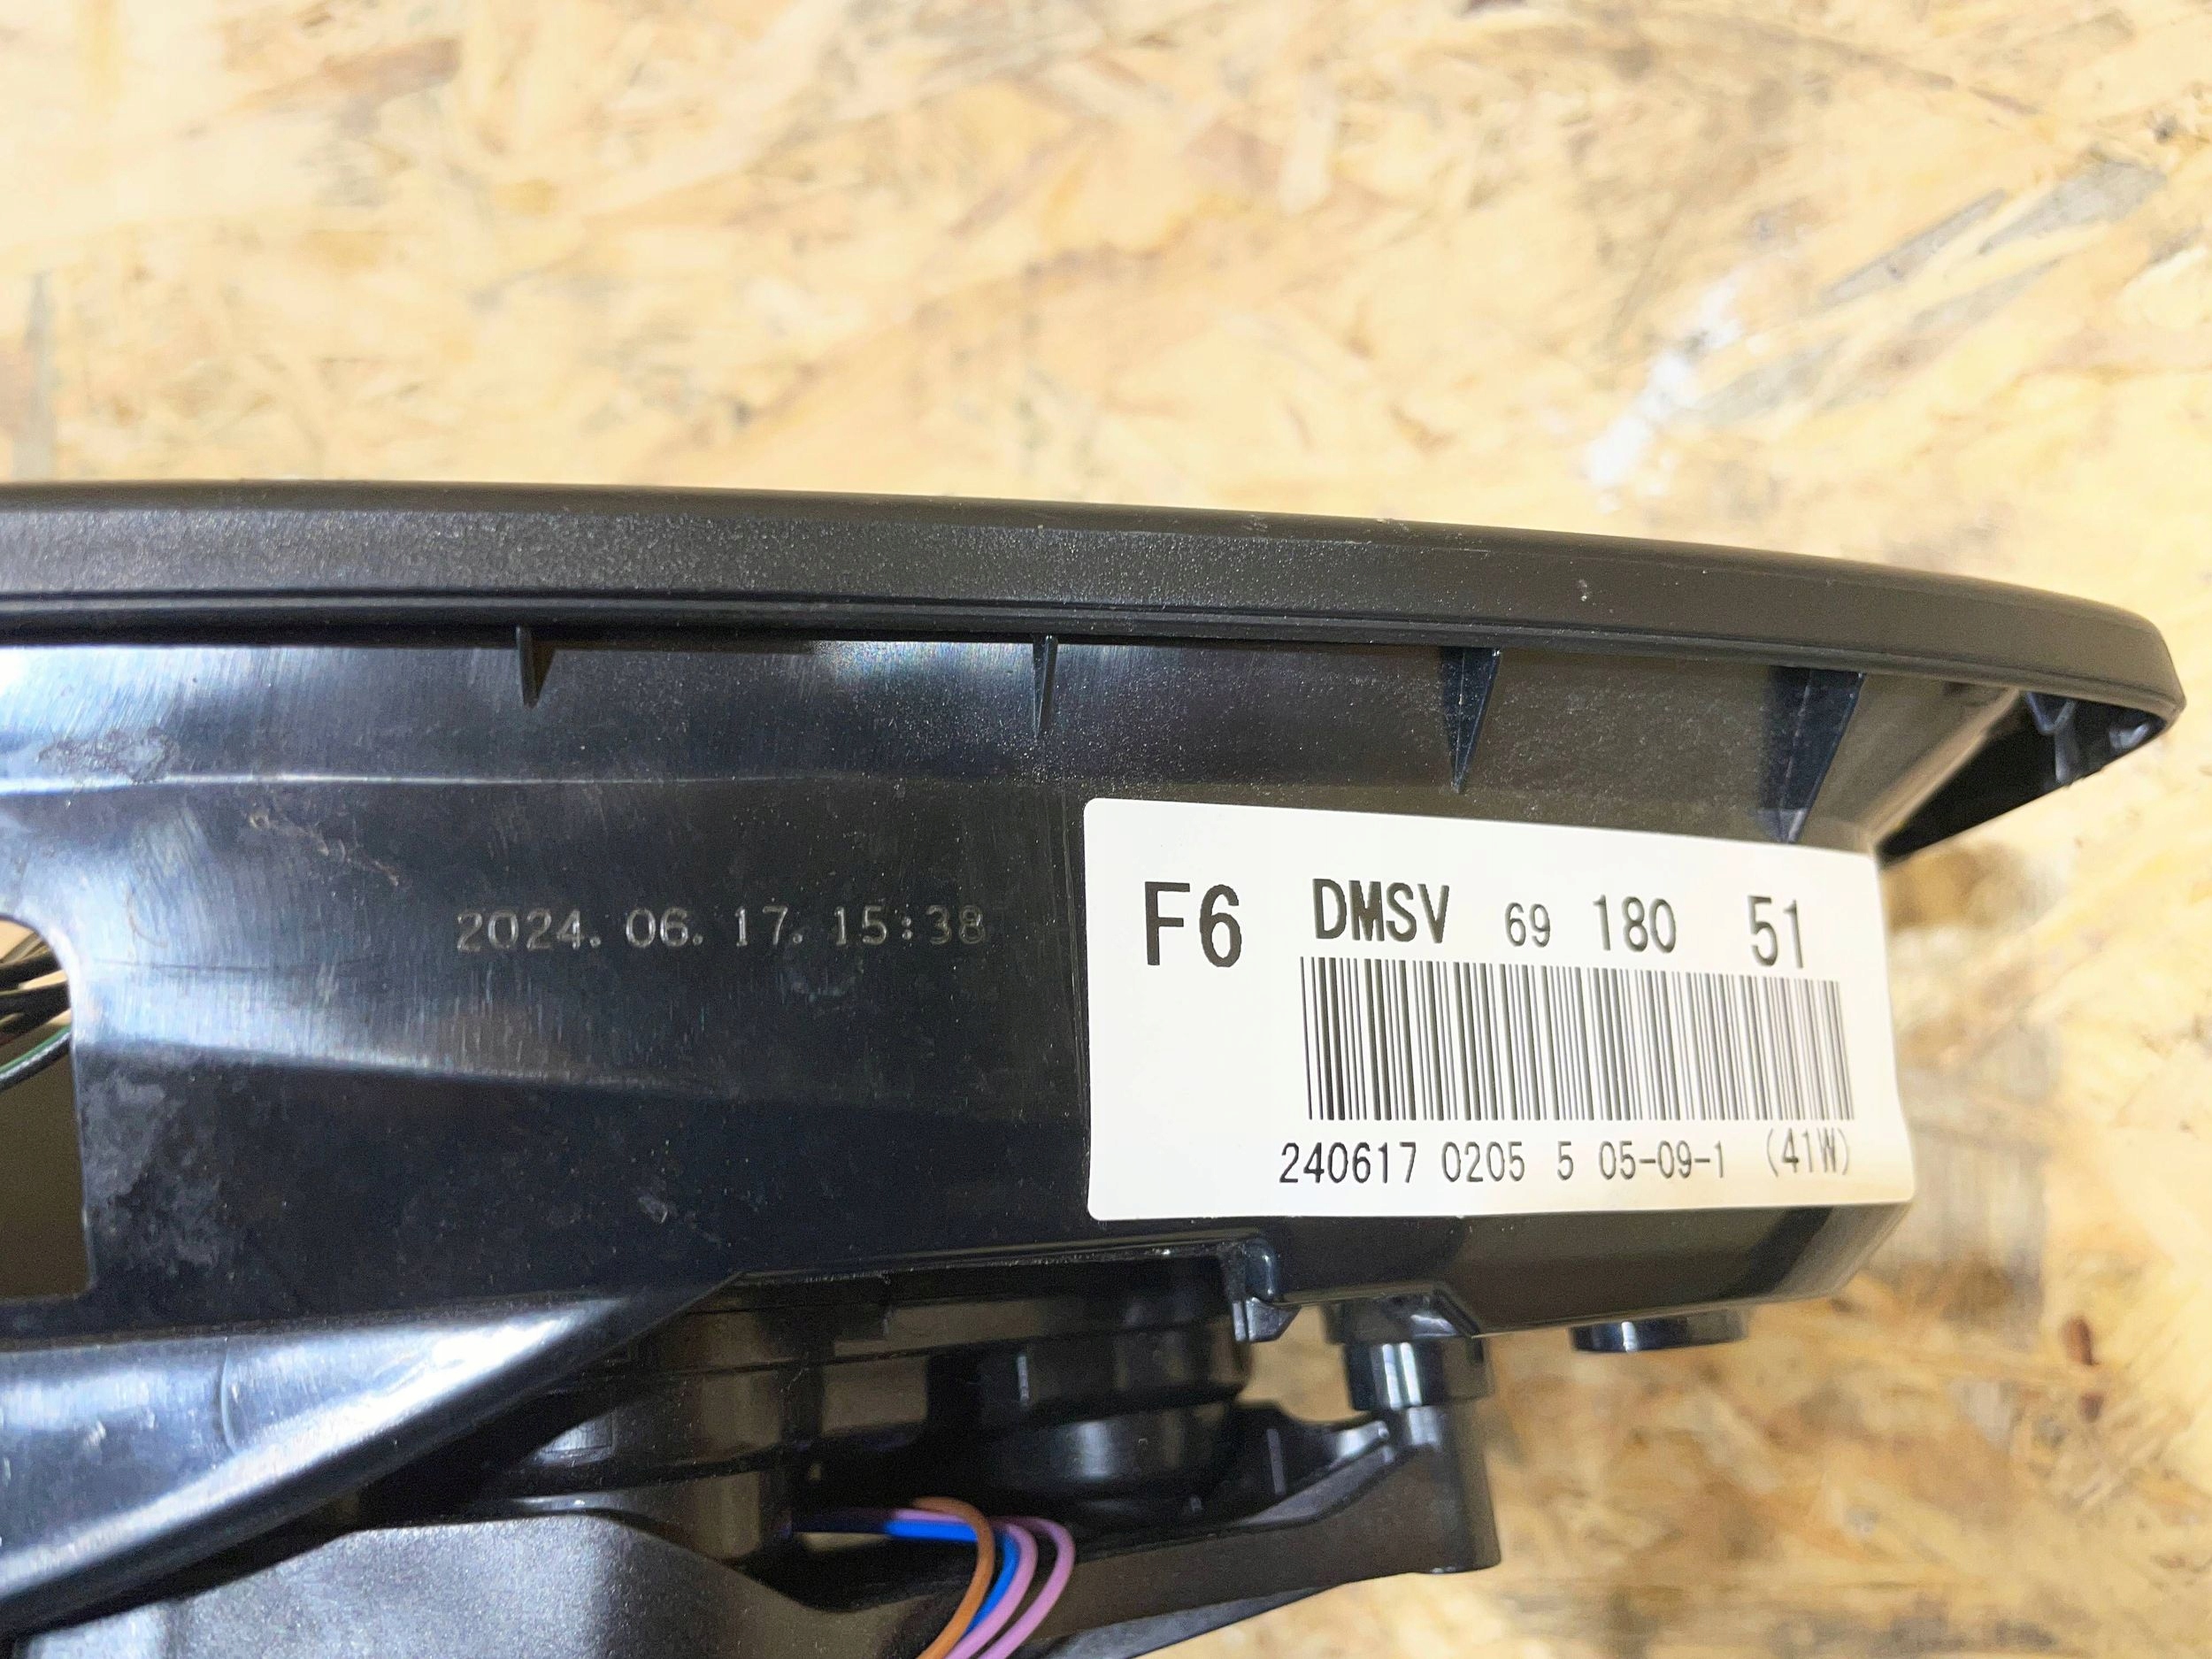 2024. 06. 17. 15:38
F6 DMSV 69 180 51
240617 0205 5 05-09-1 (41W)